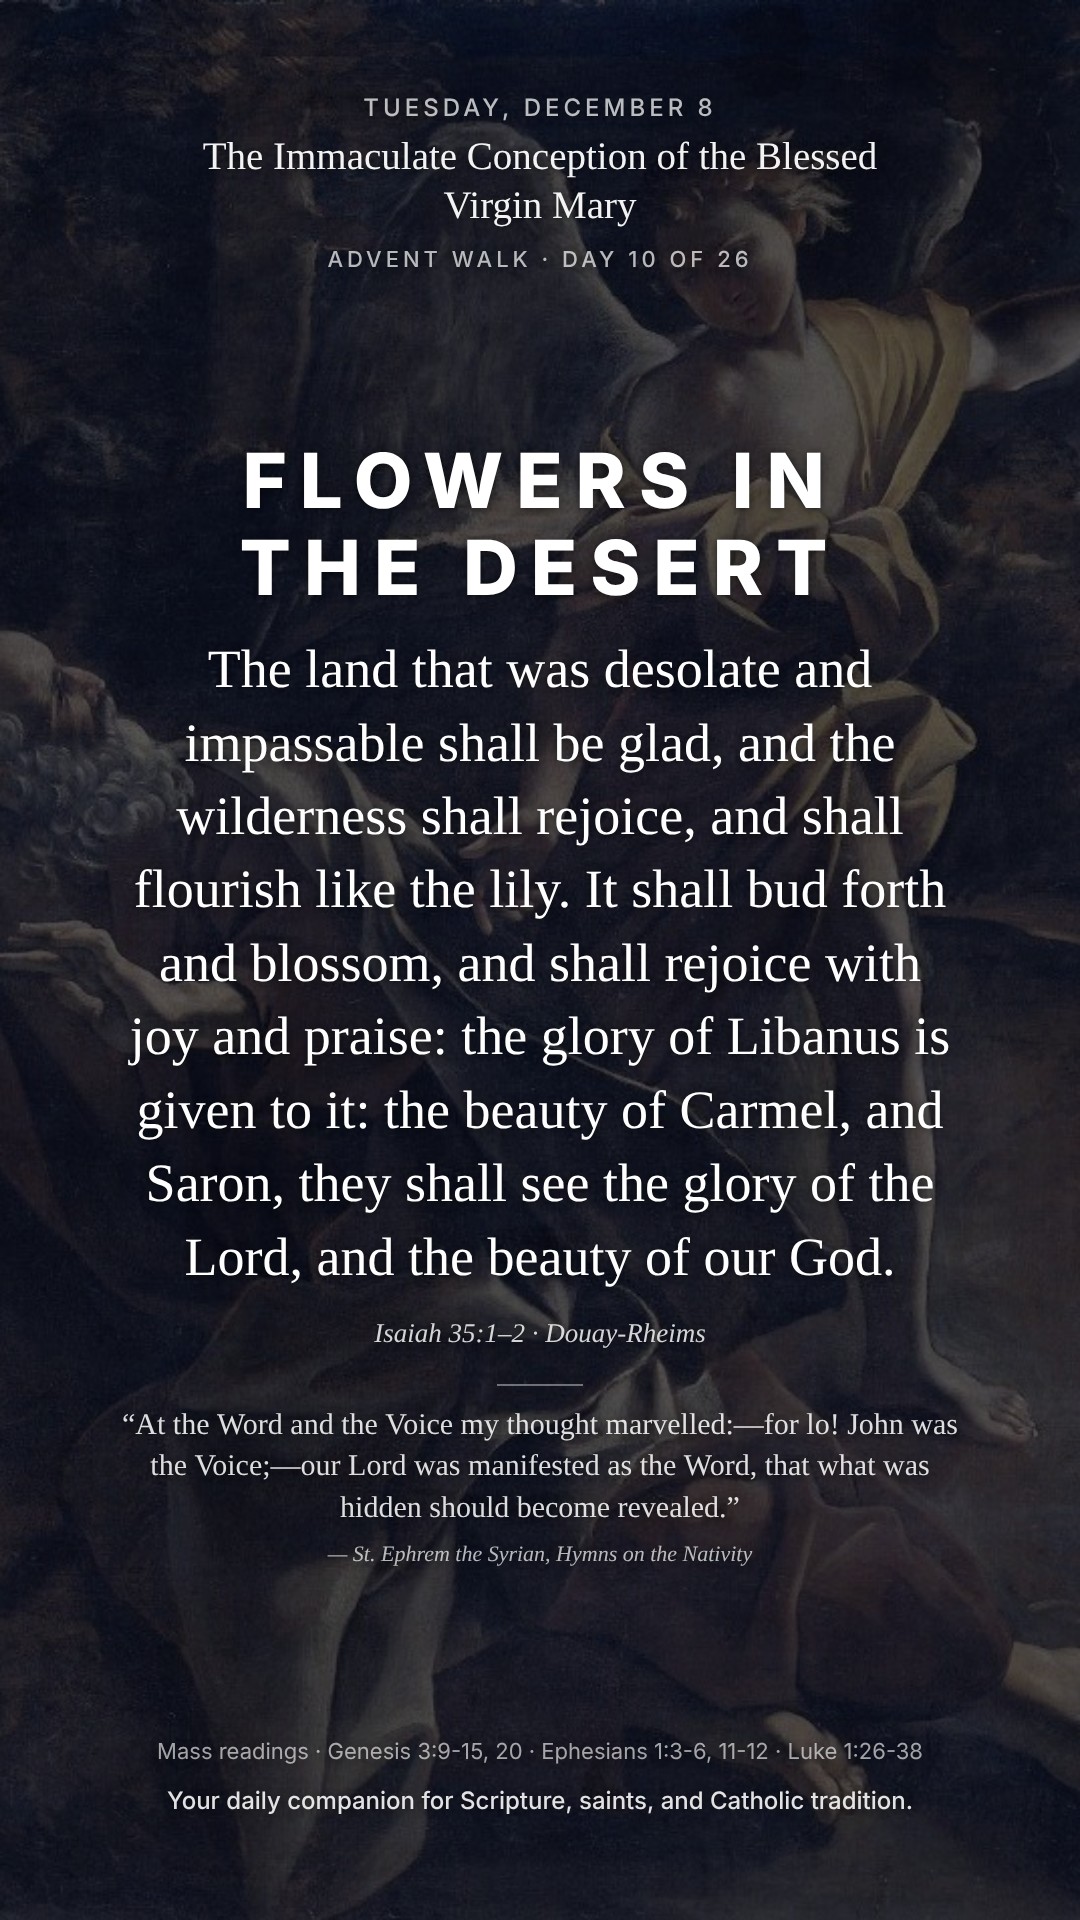 TUESDAY, DECEMBER 8
The Immaculate Conception of the Blessed
Virgin Mary
ADVENT WALK · DAY 10 OF 26
FLOWERS IN
THE DESERT
The land that was desolate and
impassable shall be glad, and the
wilderness shall rejoice, and shall
flourish like the lily. It shall bud forth
and blossom, and shall rejoice with
joy and praise: the glory of Libanus is
given to it: the beauty of Carmel, and
Saron, they shall see the glory of the
Lord, and the beauty of our God.
Isaiah 35:1–2 · Douay-Rheims
“At the Word and the Voice my thought marvelled:—for lo! John was
the Voice;—our Lord was manifested as the Word, that what was
hidden should become revealed.”
— St. Ephrem the Syrian, Hymns on the Nativity
Mass readings · Genesis 3:9-15, 20 · Ephesians 1:3-6, 11-12 · Luke 1:26-38
Your daily companion for Scripture, saints, and Catholic tradition.